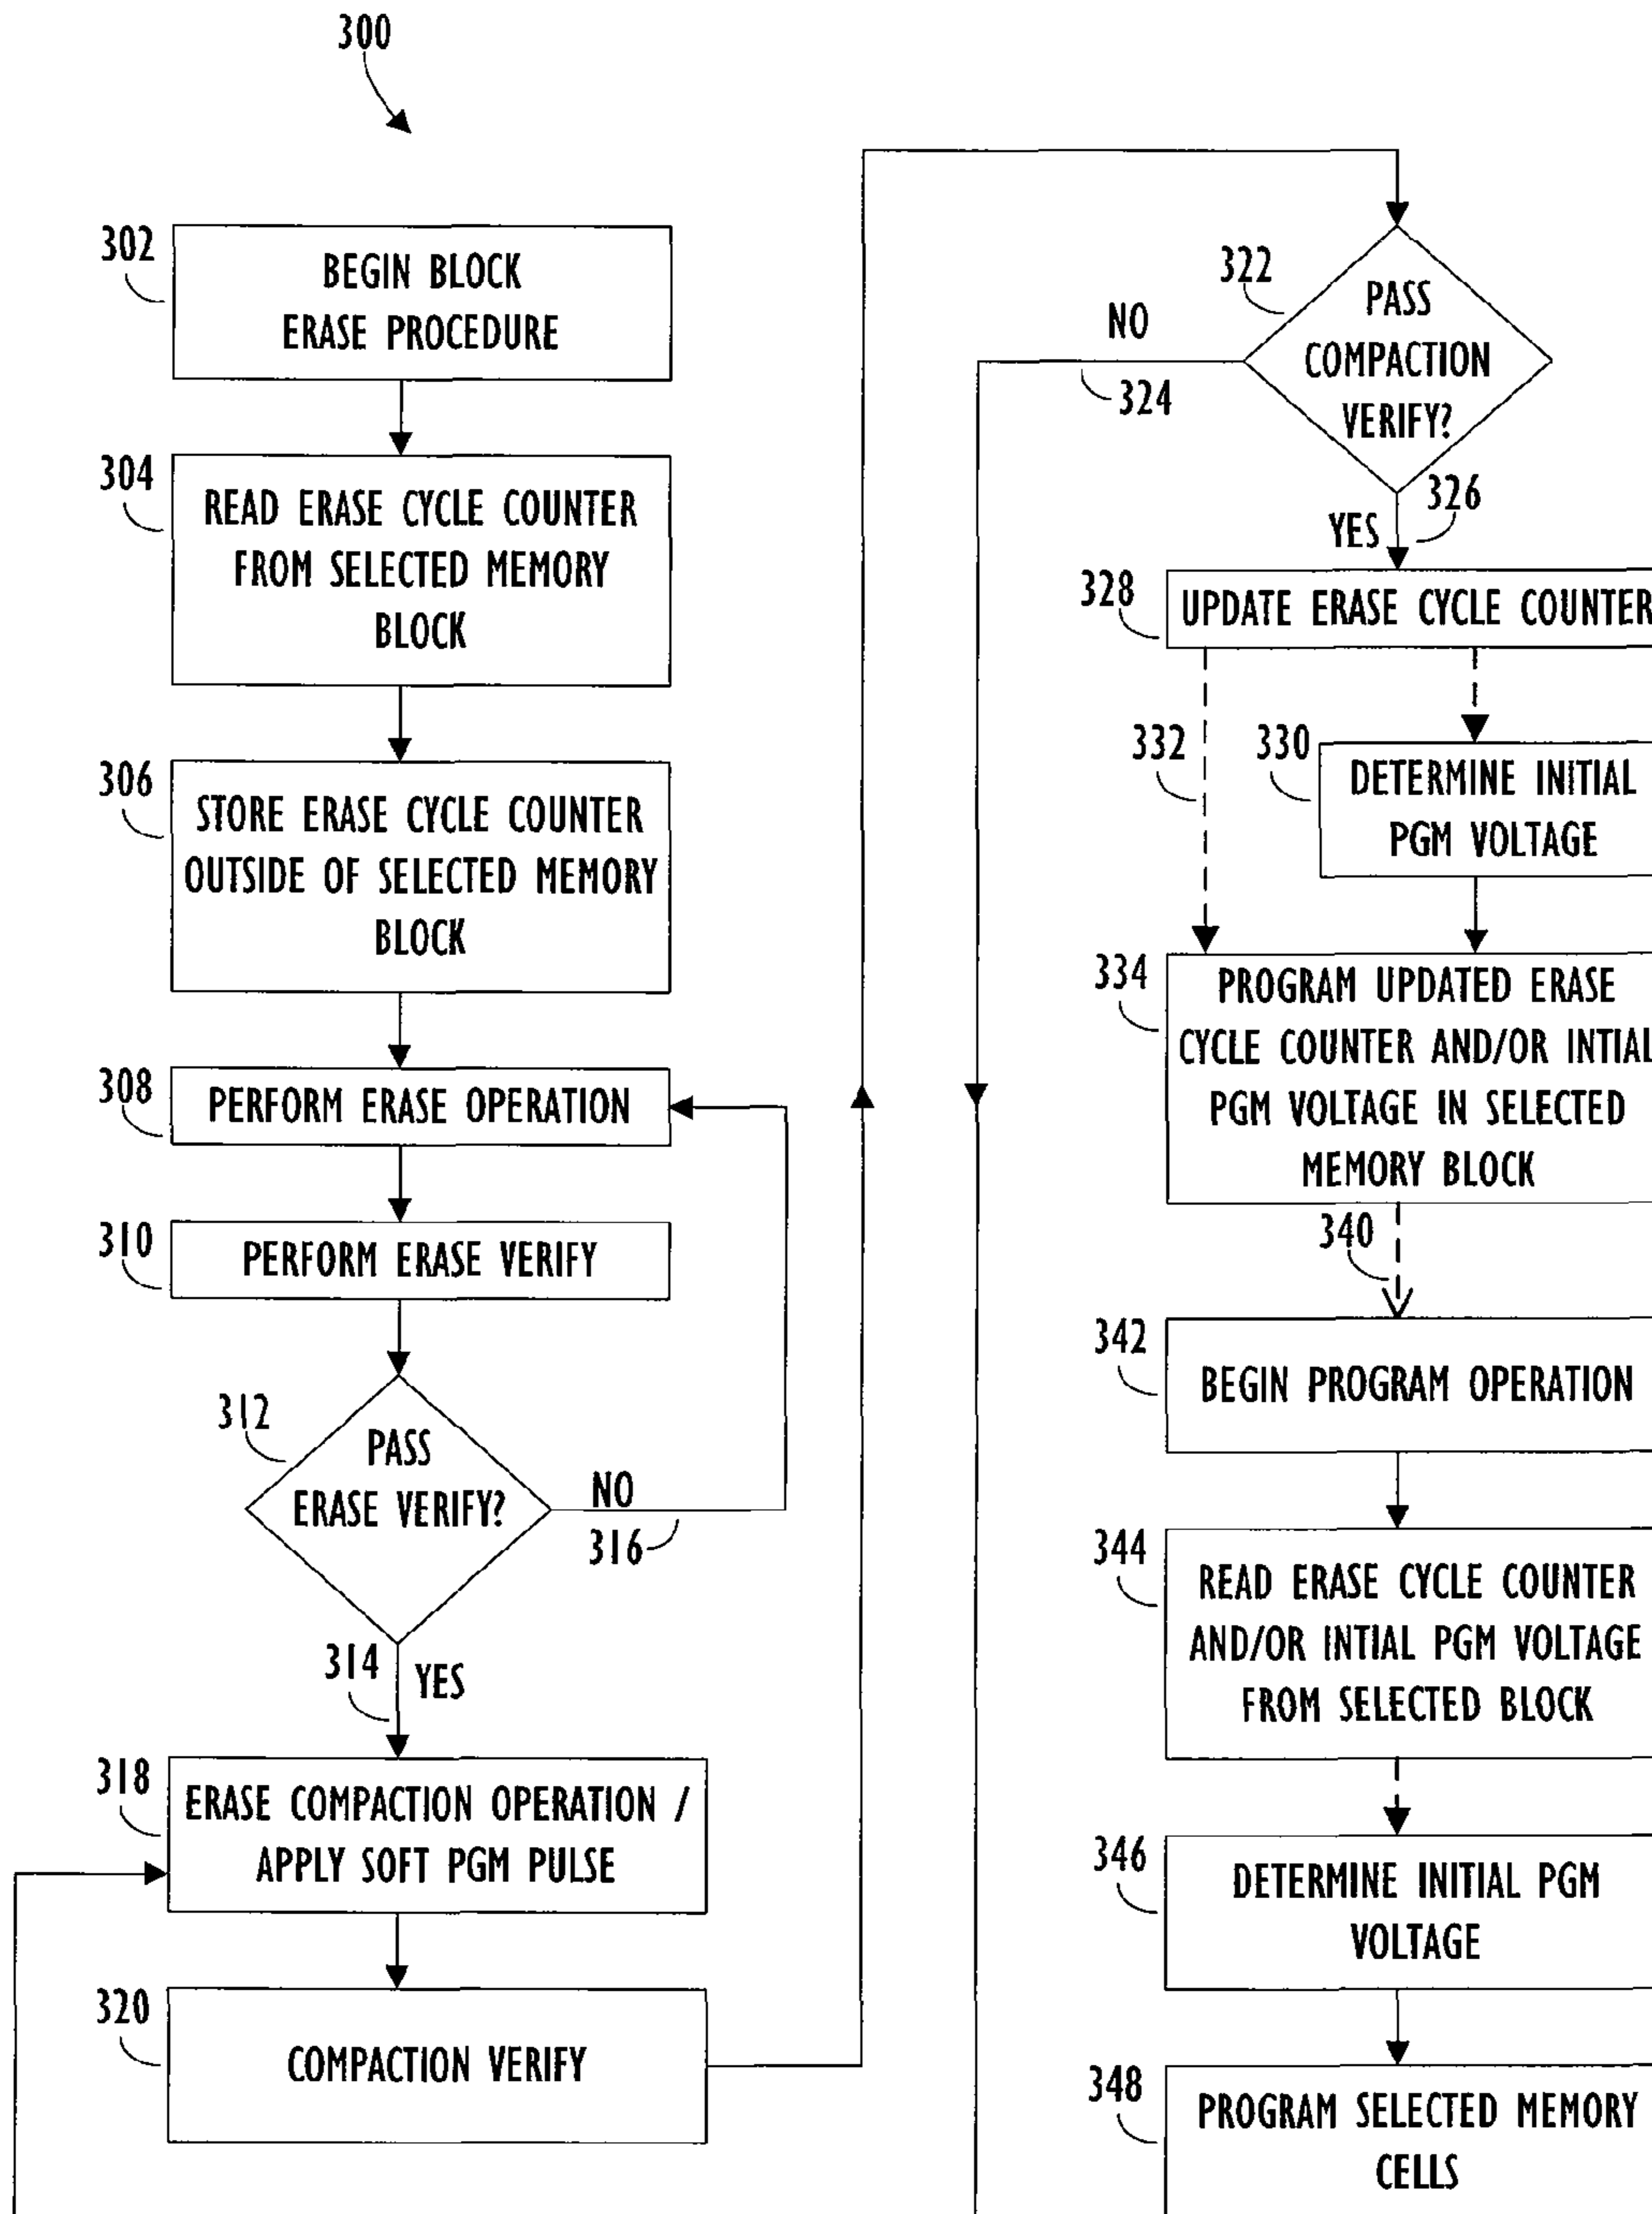 300
302
BEGIN BLOCK
ERASE PROCEDURE
304
READ ERASE CYCLE COUNTER
FROM SELECTED MEMORY
BLOCK
306
STORE ERASE CYCLE COUNTER
OUTSIDE OF SELECTED MEMORY
BLOCK
308
PERFORM ERASE OPERATION
310
PERFORM ERASE VERIFY
312
PASS
ERASE VERIFY?
NO
316
314
YES
318
ERASE COMPACTION OPERATION /
APPLY SOFT PGM PULSE
320
COMPACTION VERIFY
322
PASS
COMPACTION
VERIFY?
NO
324
326
YES
328
UPDATE ERASE CYCLE COUNTER
332
330
DETERMINE INITIAL
PGM VOLTAGE
334
PROGRAM UPDATED ERASE
CYCLE COUNTER AND/OR INTIAL
PGM VOLTAGE IN SELECTED
MEMORY BLOCK
340
342
BEGIN PROGRAM OPERATION
344
READ ERASE CYCLE COUNTER
AND/OR INTIAL PGM VOLTAGE
FROM SELECTED BLOCK
346
DETERMINE INITIAL PGM
VOLTAGE
348
PROGRAM SELECTED MEMORY
CELLS